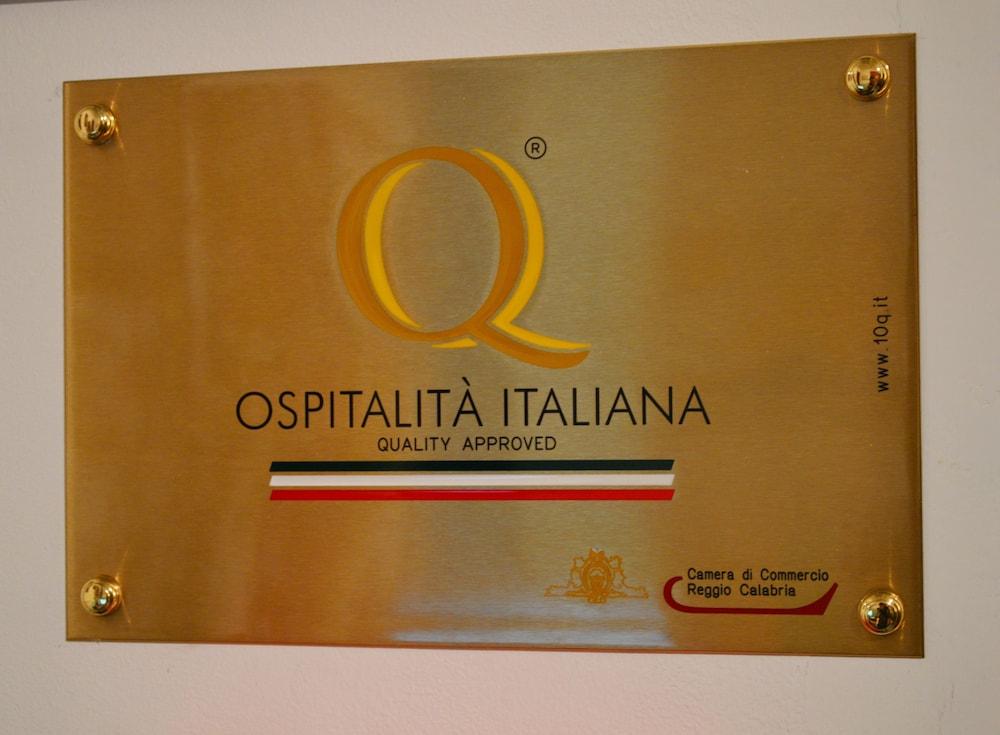 Q®
OSPITALITÀ ITALIANA
QUALITY APPROVED
www.10q.it
Camera di Commercio
Reggio Calabria